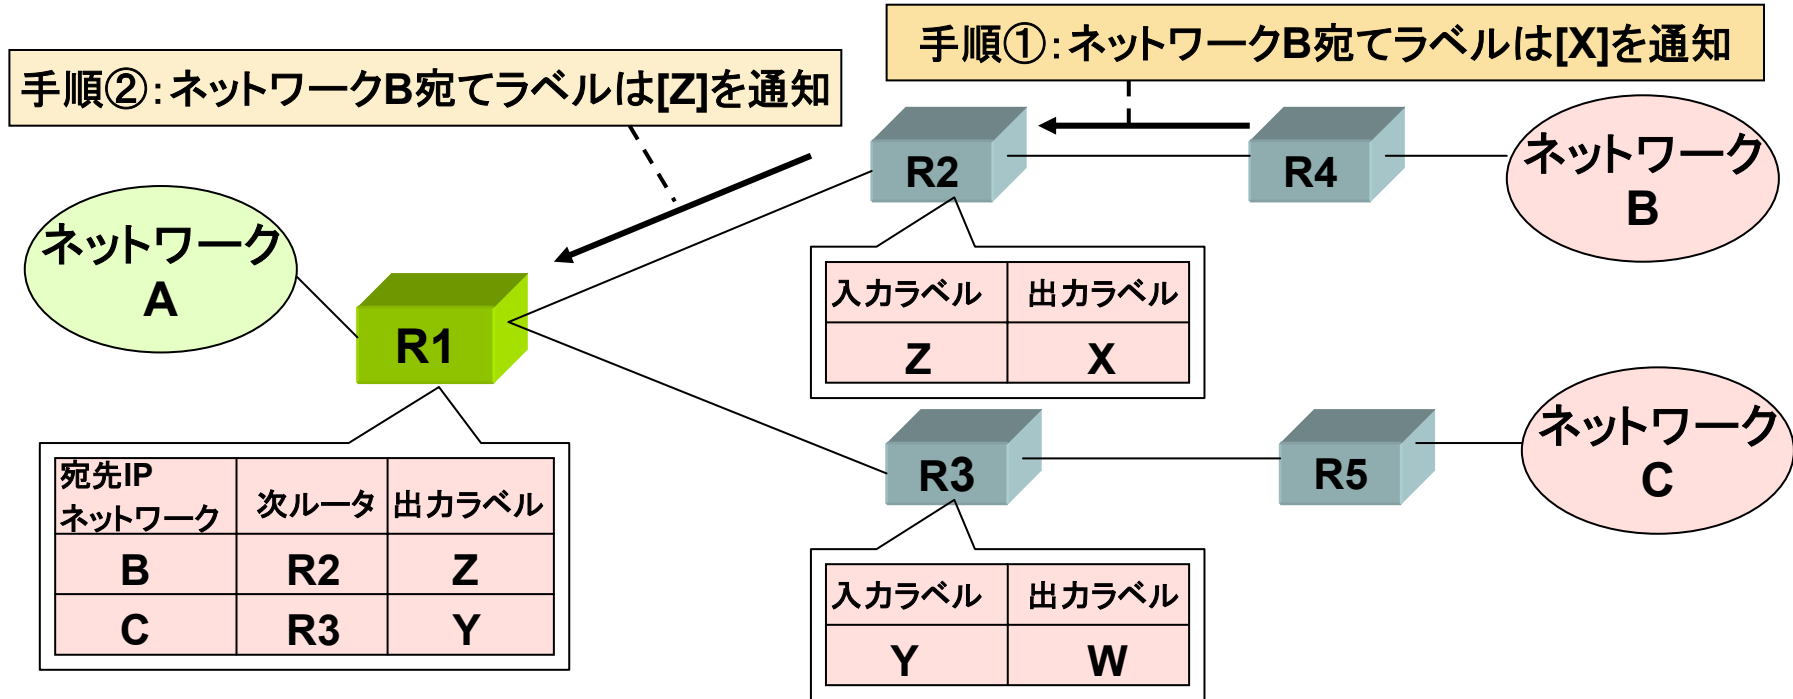 手順①:ネットワークB宛てラベルは[X]を通知
手順②:ネットワークB宛てラベルは[Z]を通知
R2
R4
ネットワーク
B
ネットワーク
A
R1
入力ラベル 出力ラベル
Z X
宛先IP
ネットワーク 次ルータ 出力ラベル
B R2 Z
C R3 Y
R3
R5
ネットワーク
C
入力ラベル 出力ラベル
Y W